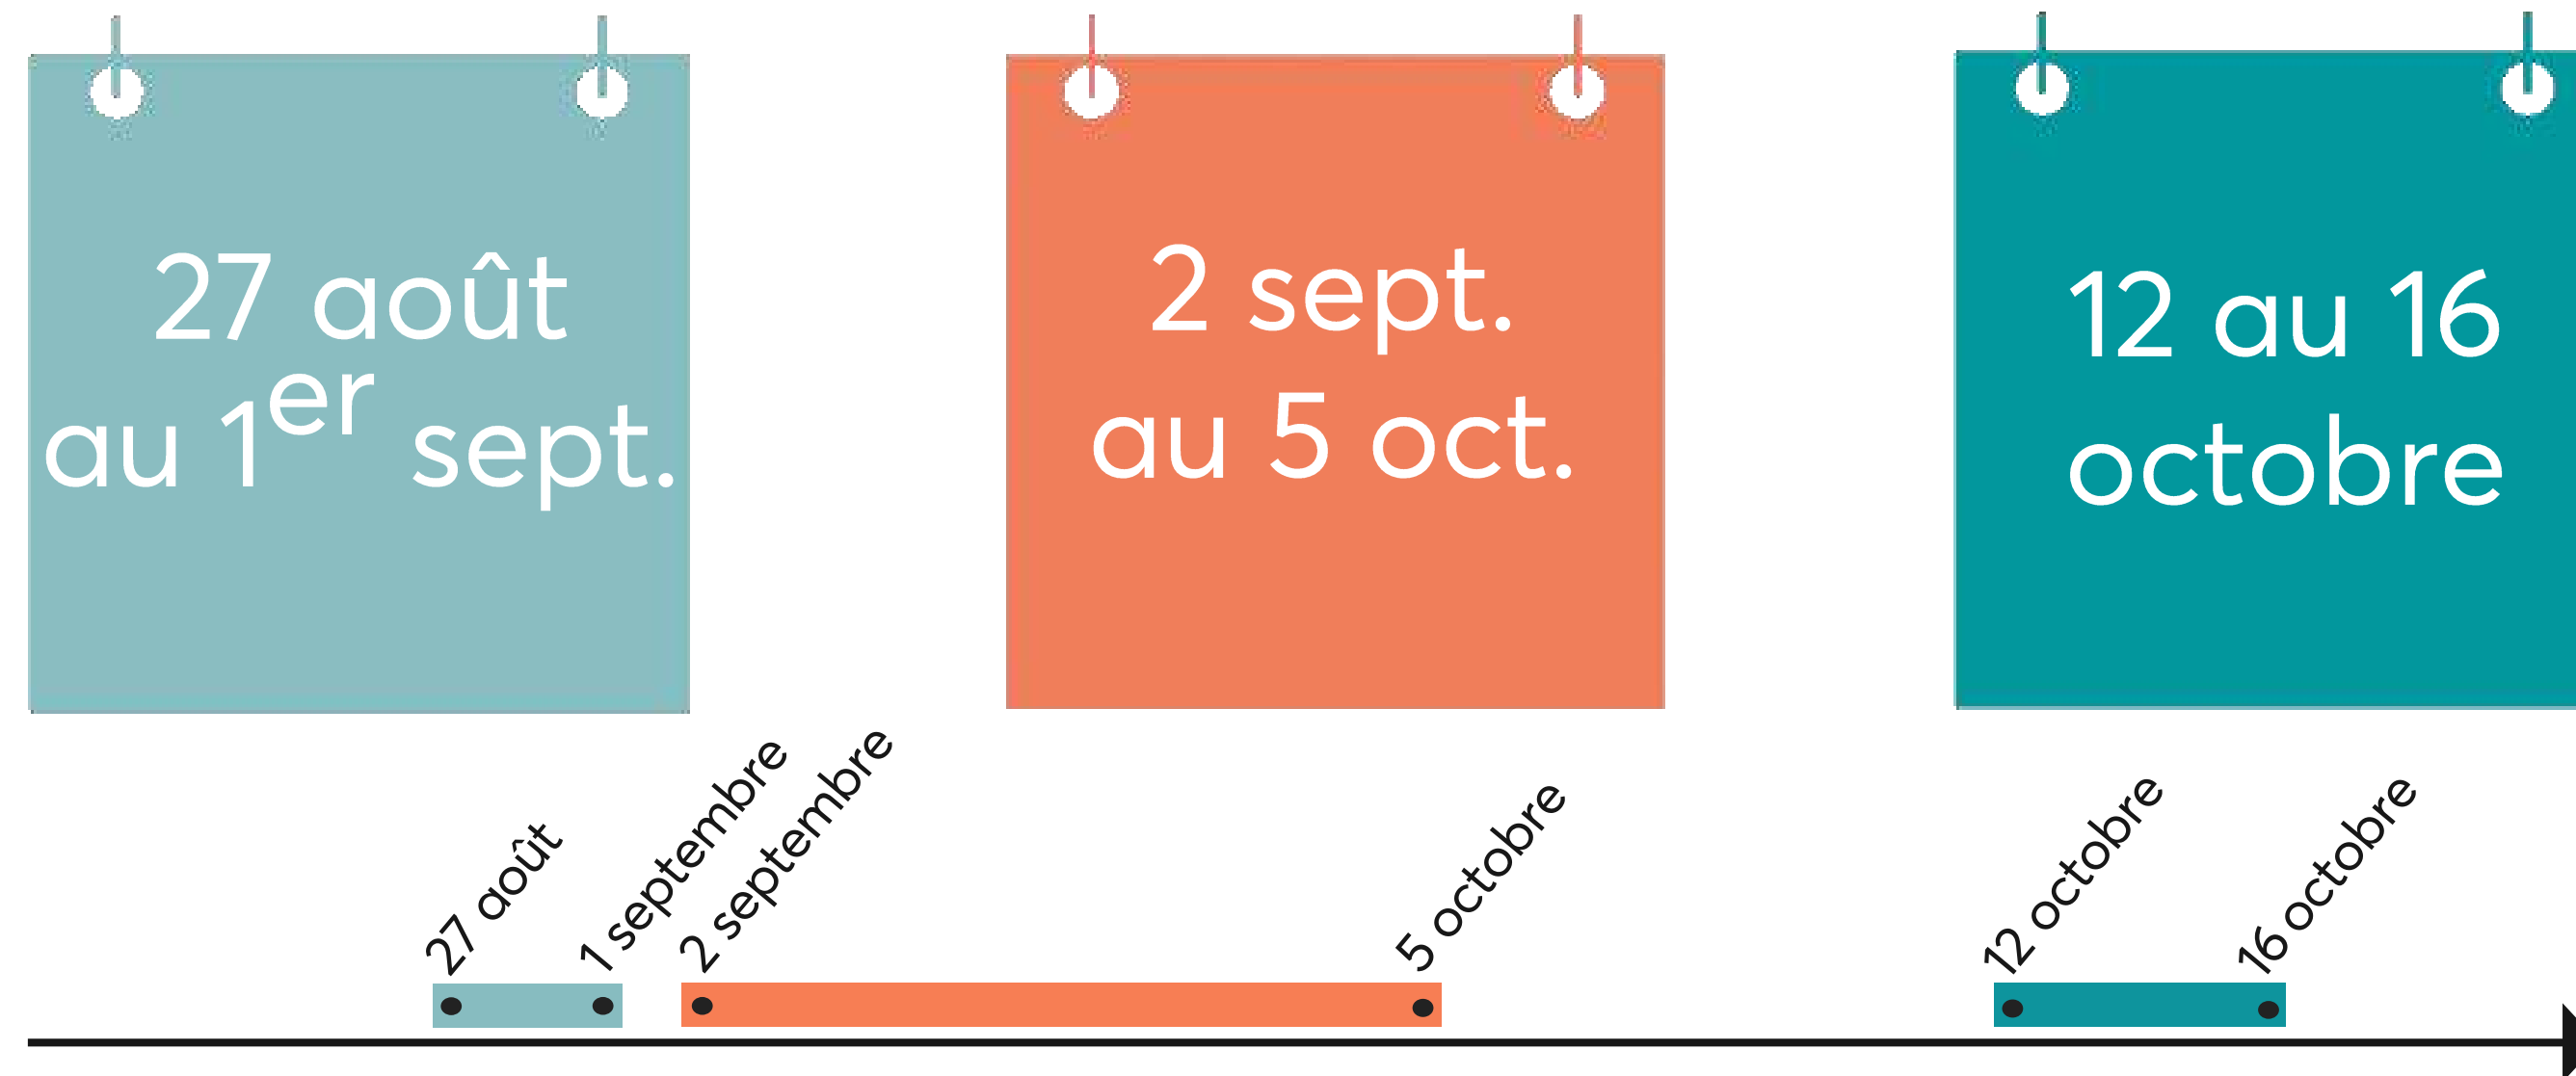 27 août
au 1er sept.
2 sept.
au 5 oct.
12 au 16
octobre
27 août
1 septembre
2 septembre
5 octobre
12 octobre
16 octobre